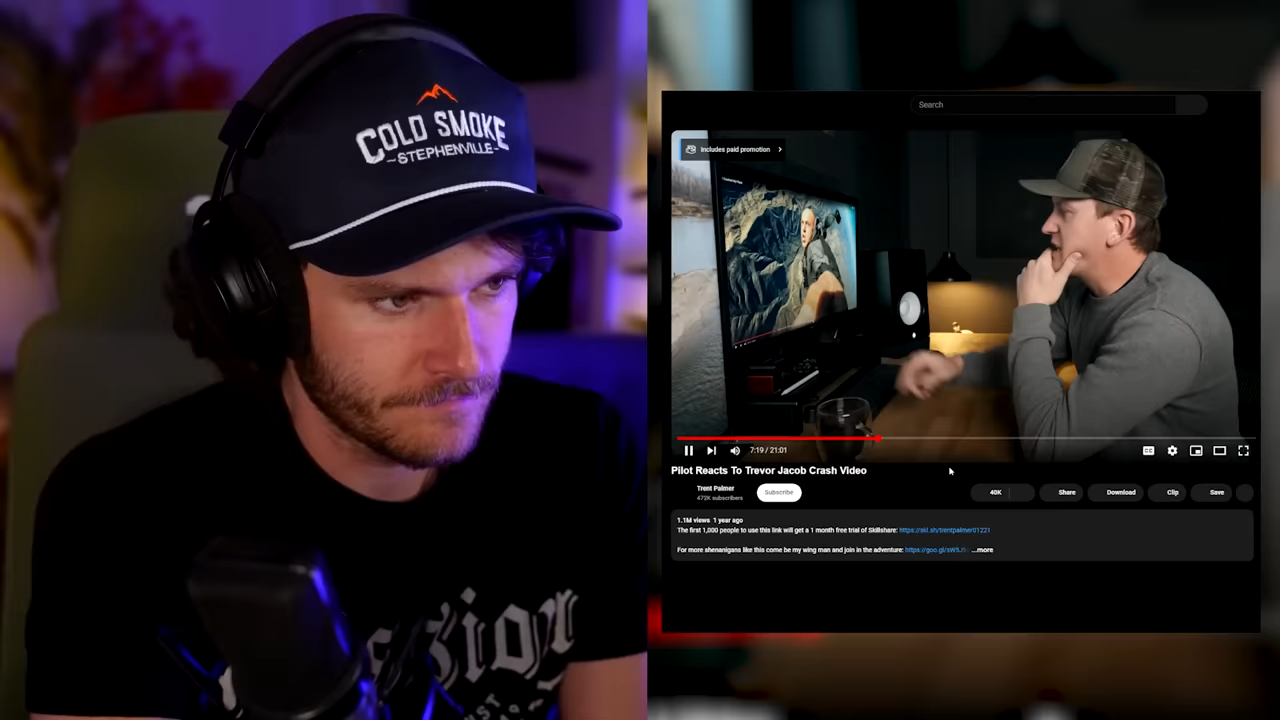 COLD SMOKE
~STEPHENVILLE~
Search
Includes paid promotion
7:19 / 21:01
Pilot Reacts To Trevor Jacob Crash Video
Trent Palmer
472K subscribers
Subscribe
40K
Share
Download
Clip
Save
1.1M views 1 year ago
The first 1,000 people to use this link will get a 1 month free trial of Skillshare: https://skl.sh/trentpalmer01221
For more shenanigans like this come be my wing man and join in the adventure:
...more